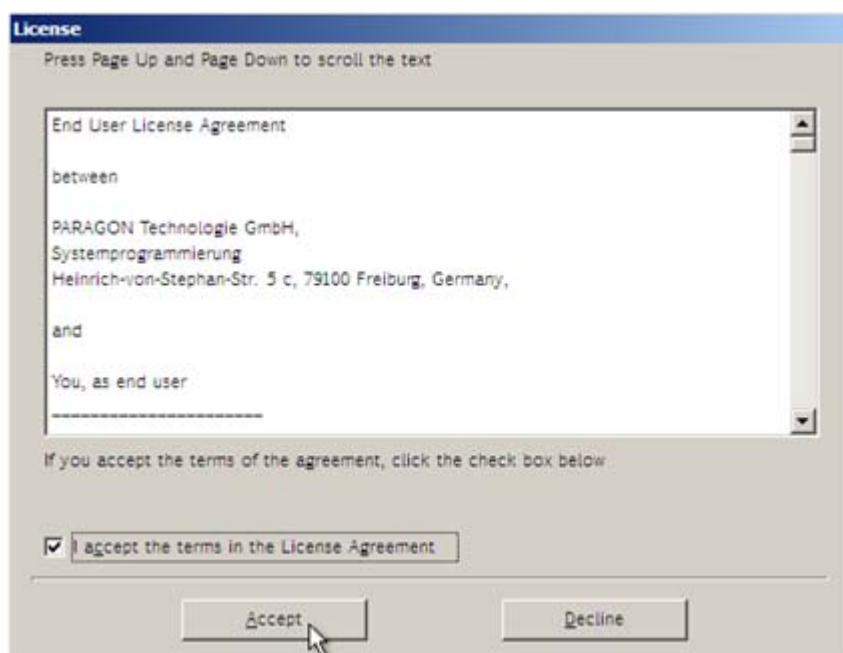 License
Press Page Up and Page Down to scroll the text
End User License Agreement
between
PARAGON Technologie GmbH,
Systemprogrammierung
Heinrich-von-Stephan-Str. 5 c, 79100 Freiburg, Germany,
and
You, as end user
----------------------
If you accept the terms of the agreement, click the check box below
I accept the terms in the License Agreement
Accept
Decline